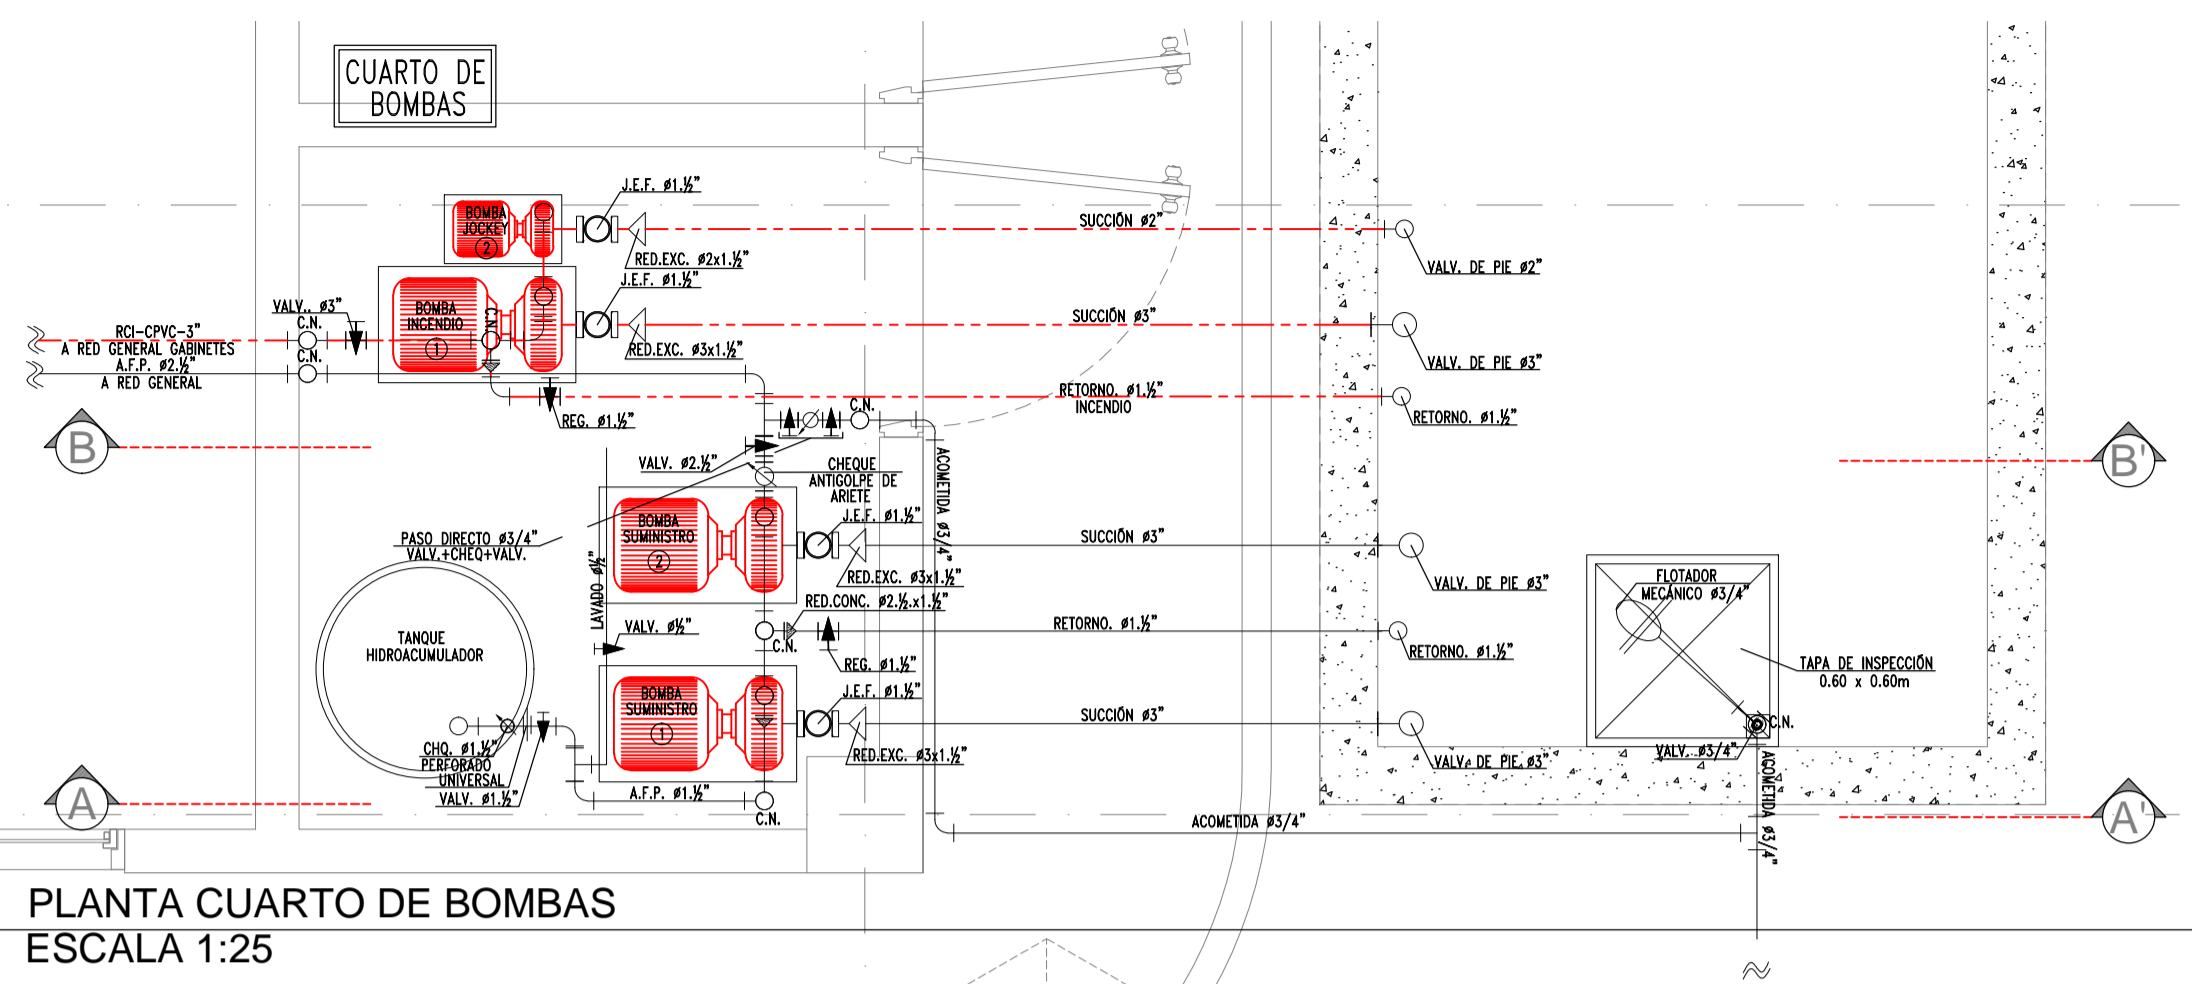 CUARTO DE
BOMBAS
J.E.F. ø1.½"
BOMBA
JOCKEY
2
SUCCIÓN ø2"
RED.EXC. ø2x1.½"
VALV. DE PIE ø2"
J.E.F. ø1.½"
VALV.. ø3"
BOMBA
INCENDIO
1
C.N.
SUCCIÓN ø3"
RCI-CPVC-3"
C.N.
A RED GENERAL GABINETES
RED.EXC. ø3x1.½"
VALV. DE PIE ø3"
A.F.P. ø2.½"
C.N.
A RED GENERAL
RETORNO. ø1.½"
INCENDIO
C.N.
REG. ø1.½"
RETORNO. ø1.½"
B
B'
VALV. ø2.½"
CHEQUE
ANTIGOLPE DE
ARIETE
ACOMETIDA ø3/4"
J.E.F. ø1.½"
BOMBA
SUMINISTRO
2
PASO DIRECTO ø3/4"
VALV.+CHEQ+VALV.
SUCCIÓN ø3"
LAVADO ø½"
RED.EXC. ø3x1.½"
VALV. DE PIE ø3"
FLOTADOR
MECÁNICO ø3/4"
RED.CONC. ø2.½.x1.½"
VALV. ø½"
RETORNO. ø1.½"
C.N.
TANQUE
HIDROACUMULADOR
REG. ø1.½"
RETORNO. ø1.½"
TAPA DE INSPECCIÓN
0.60 x 0.60m
J.E.F. ø1.½"
BOMBA
SUMINISTRO
1
SUCCIÓN ø3"
C.N.
CHQ. ø1.½"
PERFORADO
UNIVERSAL
VALV. ø1.½"
RED.EXC. ø3x1.½"
VALV. DE PIE. ø3"
VALV. ø3/4"
ACOMETIDA ø3/4"
A.F.P. ø1.½"
C.N.
A
A'
ACOMETIDA ø3/4"
PLANTA CUARTO DE BOMBAS
ESCALA 1:25